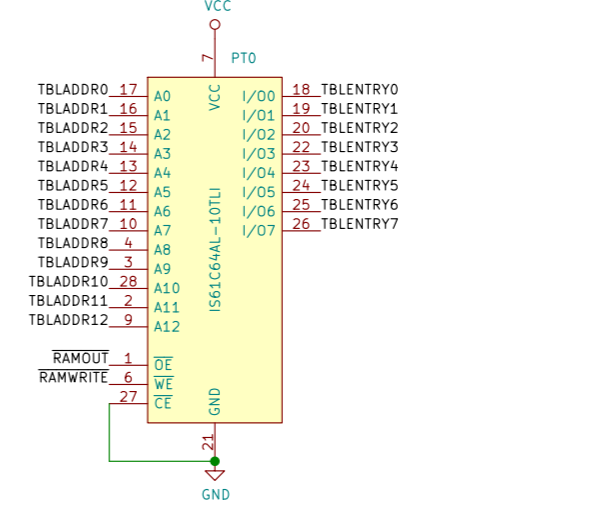 VCC
7
PT0
TBLADDR0 17 A0 VCC I/O0 18 TBLENTRY0
TBLADDR1 16 A1 I/O1 19 TBLENTRY1
TBLADDR2 15 A2 I/O2 20 TBLENTRY2
TBLADDR3 14 A3 I/O3 22 TBLENTRY3
TBLADDR4 13 A4 I/O4 23 TBLENTRY4
TBLADDR5 12 A5 I/O5 24 TBLENTRY5
TBLADDR6 11 A6 I/O6 25 TBLENTRY6
TBLADDR7 10 A7 I/O7 26 TBLENTRY7
TBLADDR8 4 A8
TBLADDR9 3 A9
TBLADDR10 28 A10
TBLADDR11 2 A11
TBLADDR12 9 A12
IS61C64AL-10TLI
RAMOUT 1 OE
RAMWRITE 6 WE
27 CE
GND
21
GND